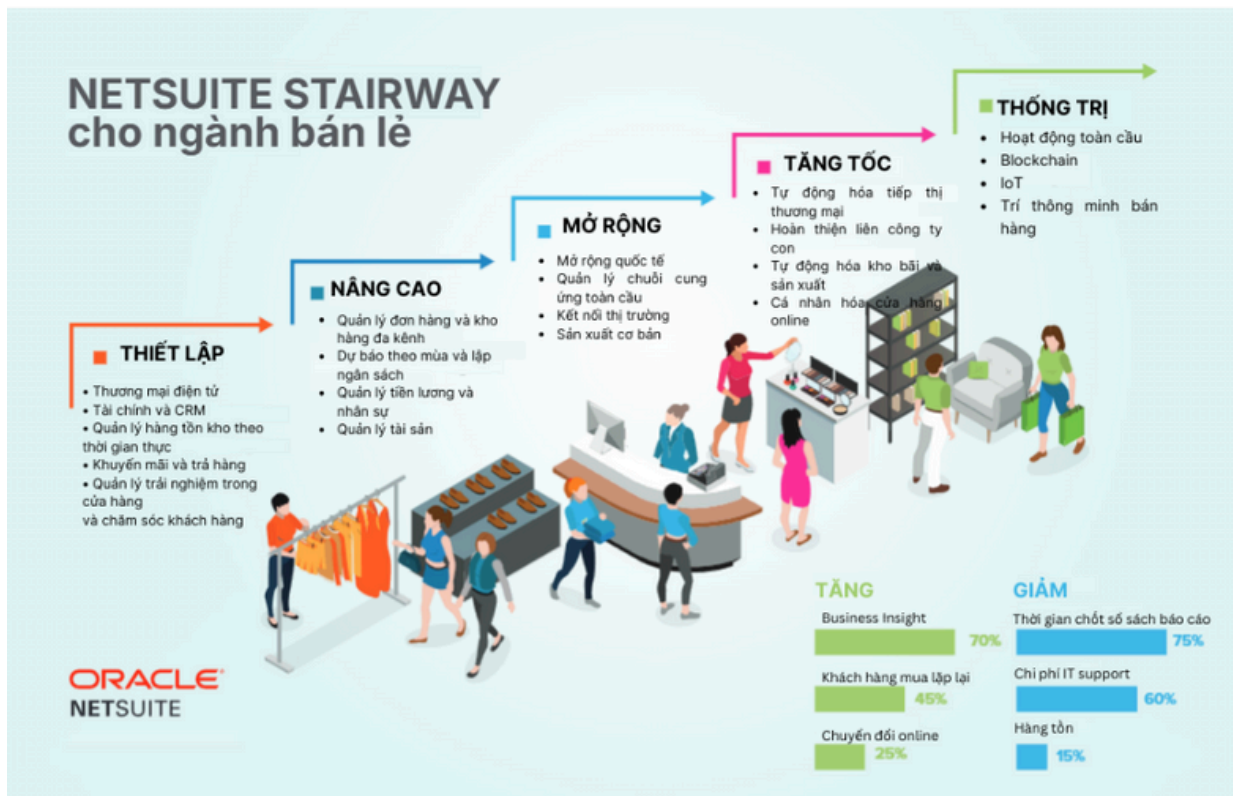 NETSUITE STAIRWAY
cho ngành bán lẻ
THIẾT LẬP
• Thương mại điện tử
• Tài chính và CRM
• Quản lý hàng tồn kho theo
thời gian thực
• Khuyến mãi và trả hàng
• Quản lý trải nghiệm trong
cửa hàng
và chăm sóc khách hàng
NÂNG CAO
• Quản lý đơn hàng và kho
hàng đa kênh
• Dự báo theo mùa và lập
ngân sách
• Quản lý tiền lương và
nhân sự
• Quản lý tài sản
MỞ RỘNG
• Mở rộng quốc tế
• Quản lý chuỗi cung
ứng toàn cầu
• Kết nối thị trường
• Sản xuất cơ bản
TĂNG TỐC
• Tự động hóa tiếp thị
thương mại
• Hoàn thiện liên công ty
con
• Tự động hóa kho bãi và
sản xuất
• Cá nhân hóa cửa hàng
online
THỐNG TRỊ
• Hoạt động toàn cầu
• Blockchain
• IoT
• Trí thông minh bán
hàng
TĂNG
Business Insight
70%
Khách hàng mua lặp lại
45%
Chuyển đổi online
25%
GIẢM
Thời gian chốt sổ sách báo cáo
75%
Chi phí IT support
60%
Hàng tồn
15%
ORACLE
NETSUITE